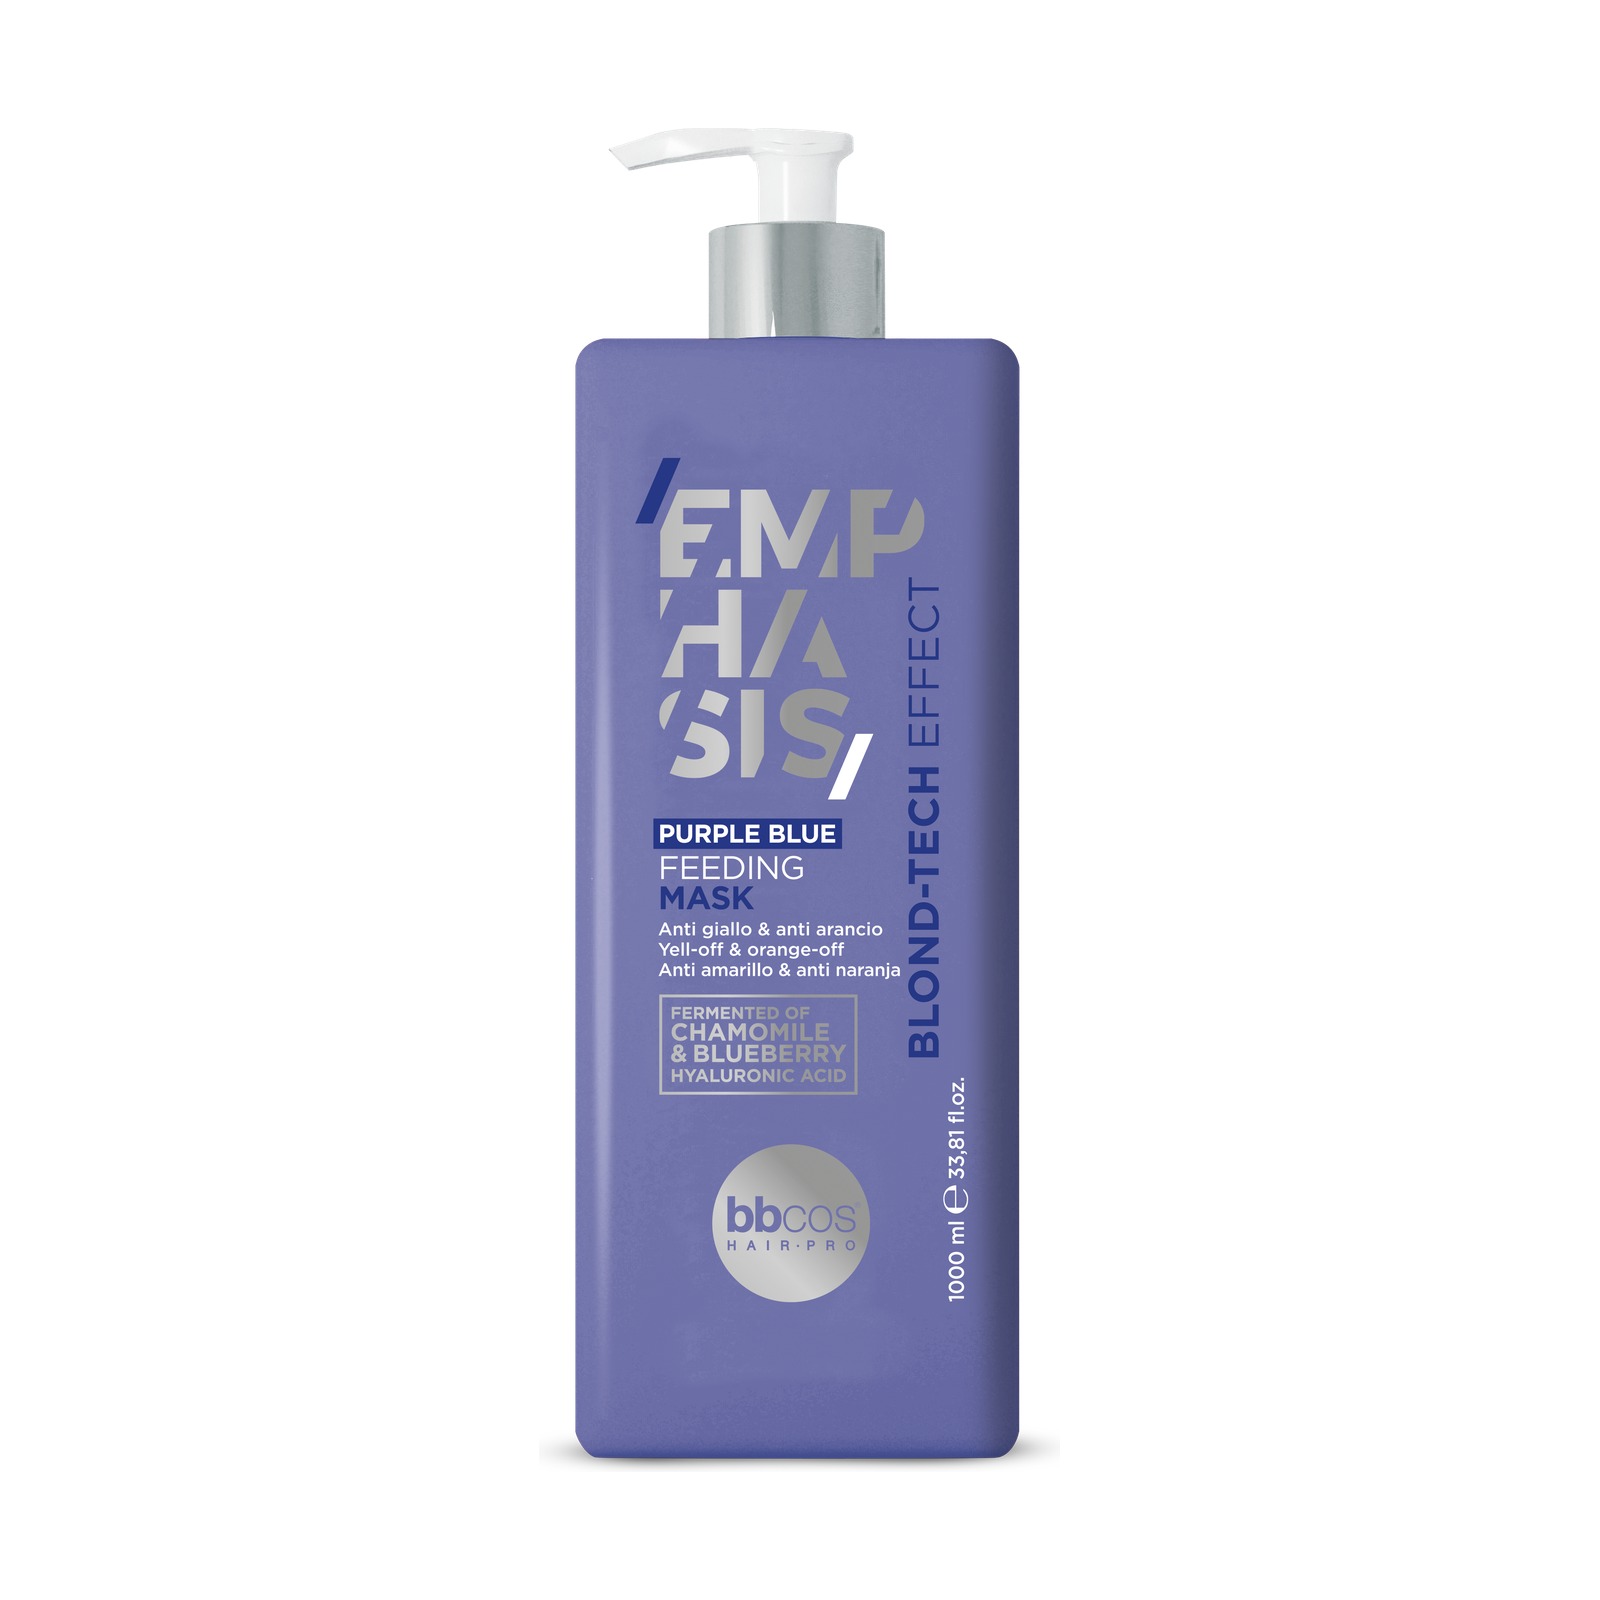 EMP
HA
SIS
BLOND-TECH EFFECT
PURPLE BLUE
FEEDING
MASK
Anti giallo & anti arancio
Yell-off & orange-off
Anti amarillo & anti naranja
FERMENTED OF
CHAMOMILE
& BLUEBERRY
HYALURONIC ACID
1000 ml ℮ 33,81 fl.oz.
bbcos®
HAIR·PRO